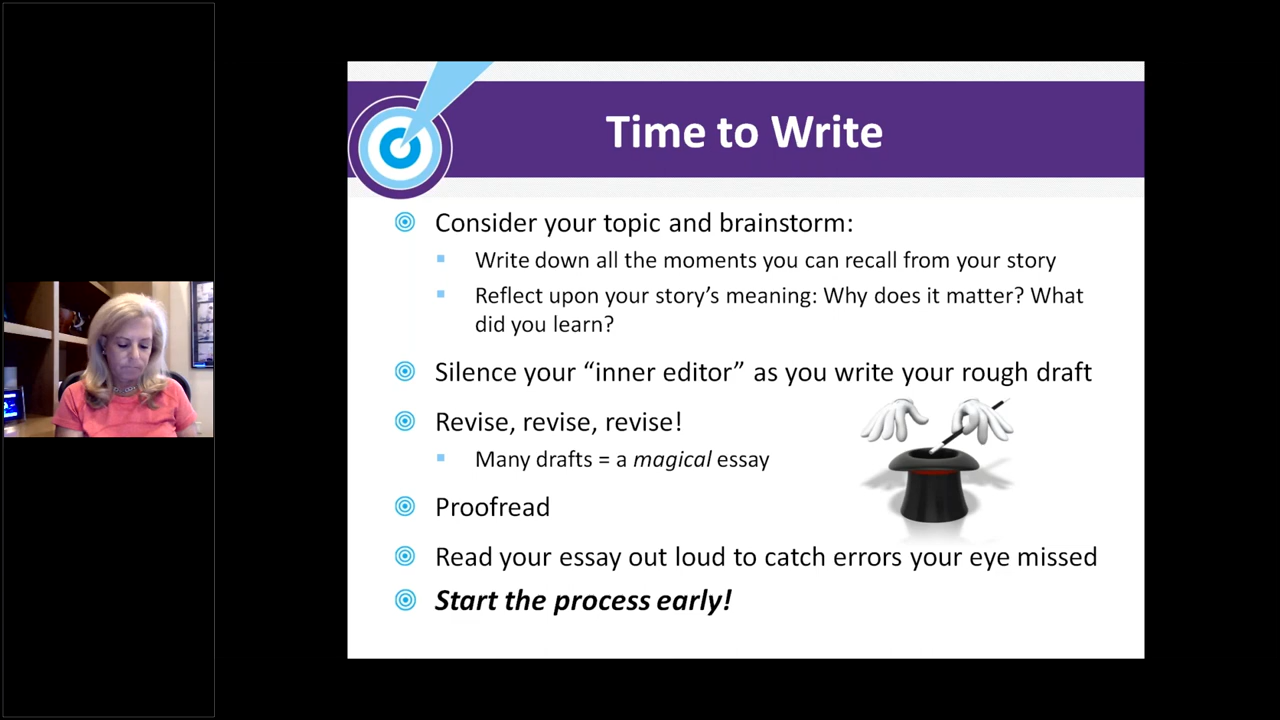 Time to Write
Consider your topic and brainstorm:
Write down all the moments you can recall from your story
Reflect upon your story’s meaning: Why does it matter? What
did you learn?
Silence your “inner editor” as you write your rough draft
Revise, revise, revise!
Many drafts = a magical essay
Proofread
Read your essay out loud to catch errors your eye missed
Start the process early!